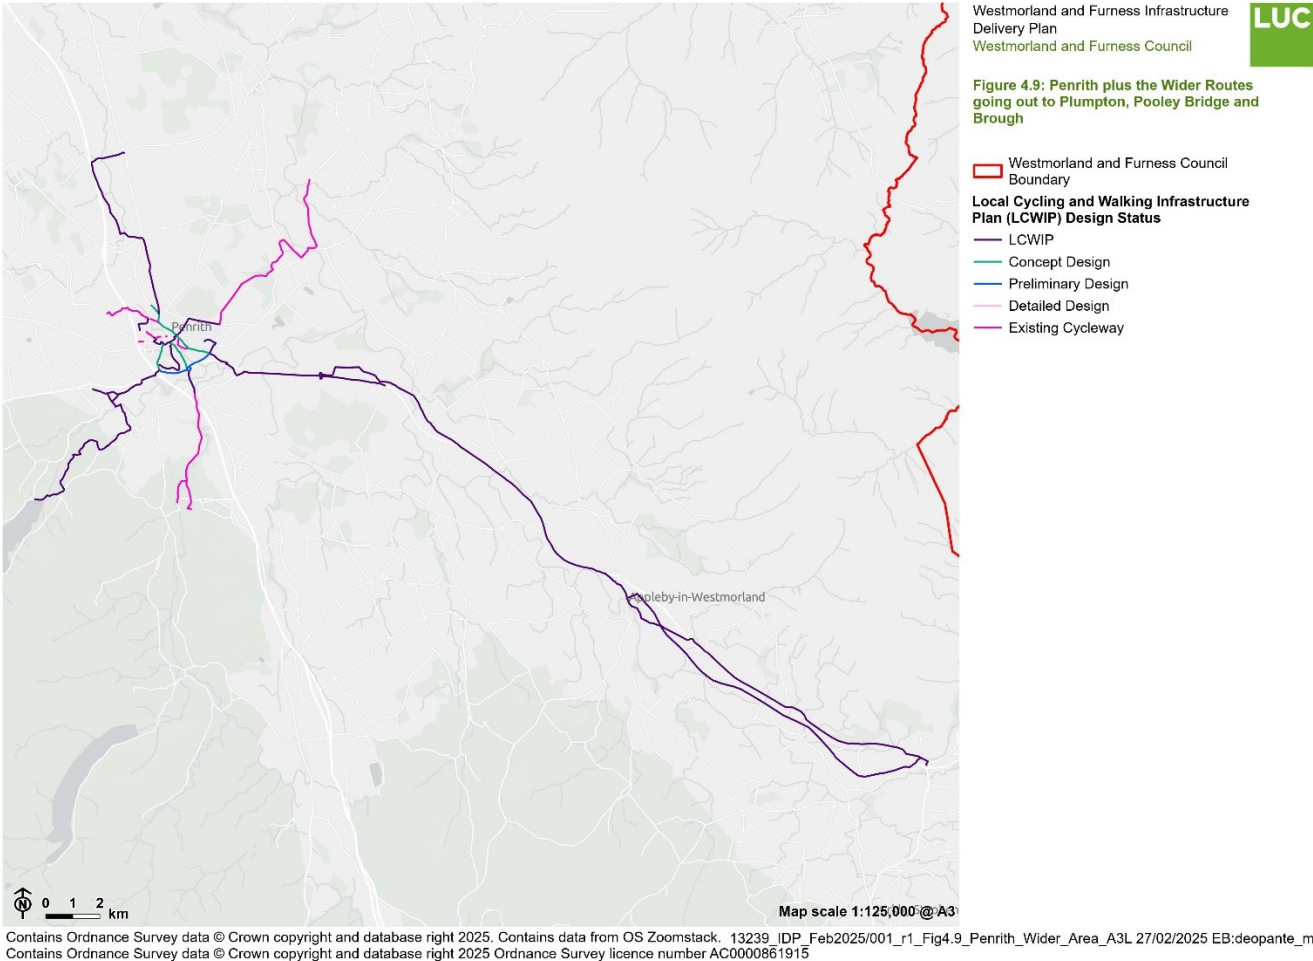 Westmorland and Furness Infrastructure
Delivery Plan
Westmorland and Furness Council
LUC
Figure 4.9: Penrith plus the Wider Routes
going out to Plumpton, Pooley Bridge and
Brough
Westmorland and Furness Council
Boundary
Local Cycling and Walking Infrastructure
Plan (LCWIP) Design Status
LCWIP
Concept Design
Preliminary Design
Detailed Design
Existing Cycleway
Penrith
Appleby-in-Westmorland
N
0 1 2
km
Map scale 1:125,000 @ A3
Contains Ordnance Survey data © Crown copyright and database right 2025. Contains data from OS Zoomstack. 13239_IDP_Feb2025/001_r1_Fig4.9_Penrith_Wider_Area_A3L 27/02/2025 EB:deopante_m
Contains Ordnance Survey data © Crown copyright and database right 2025 Ordnance Survey licence number AC0000861915